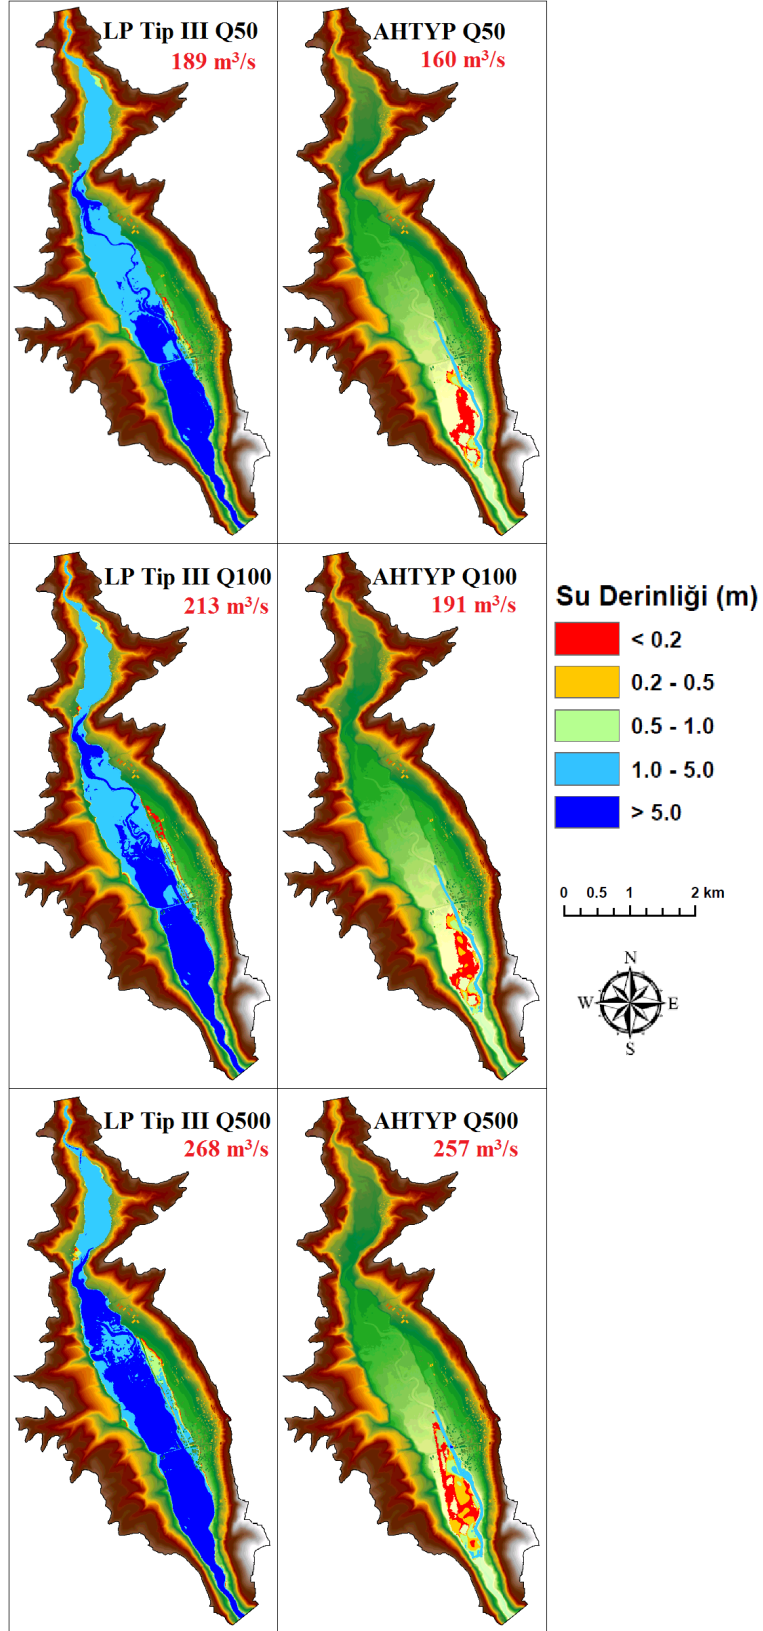 LP Tip III Q50
189 m³/s
AHTYP Q50
160 m³/s
LP Tip III Q100
213 m³/s
AHTYP Q100
191 m³/s
Su Derinliği (m)
< 0.2
0.2 - 0.5
0.5 - 1.0
1.0 - 5.0
> 5.0
0 0.5 1 2 km
N
W E
S
LP Tip III Q500
268 m³/s
AHTYP Q500
257 m³/s